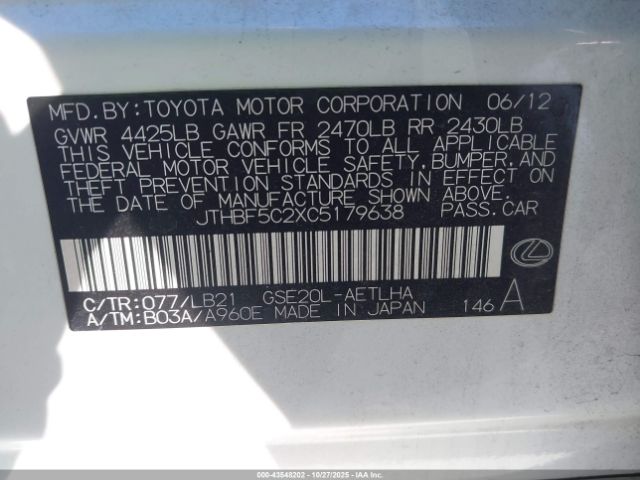 MFD.BY:TOYOTA MOTOR CORPORATION 06/12
GVWR 4425LB GAWR FR 2470LB RR 2430LB
THIS VEHICLE CONFORMS TO ALL APPLICABLE
FEDERAL MOTOR VEHICLE SAFETY,BUMPER,AND
THEFT PREVENTION STANDARDS IN EFFECT ON
THE DATE OF MANUFACTURE SHOWN ABOVE.
JTHBF5C2XC5179638 PASS.CAR
C/TR:077/LB21 GSE20L-AETLHA
A/TM:B03A/A960E MADE IN JAPAN 146 A
000-43548202 - 10/27/2025 - IAAI.com